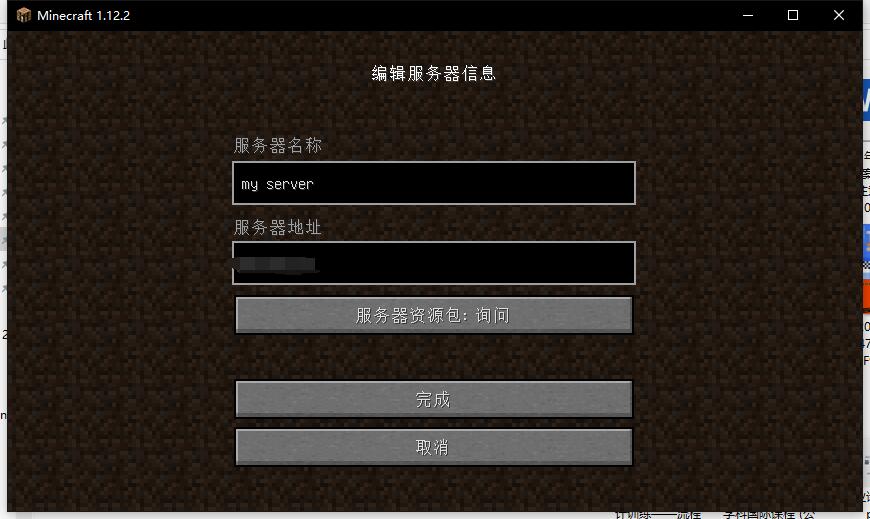 Minecraft 1.12.2
编辑服务器信息
服务器名称
my server
服务器地址
服务器资源包: 询问
完成
取消